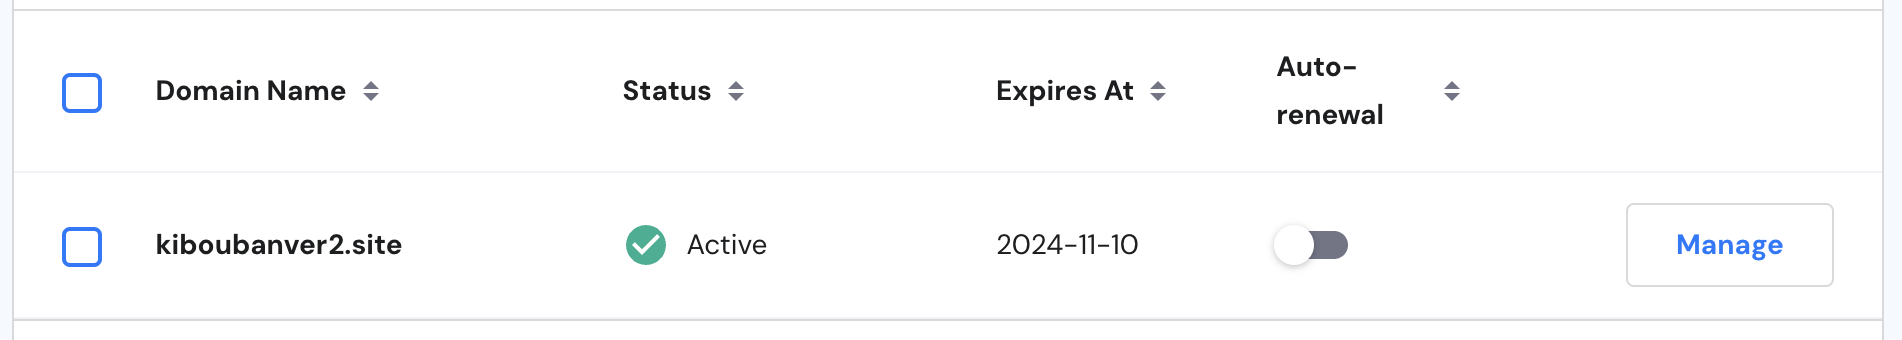 Domain Name Status Expires At Auto-
renewal
kiboubanver2.site Active 2024-11-10 Manage